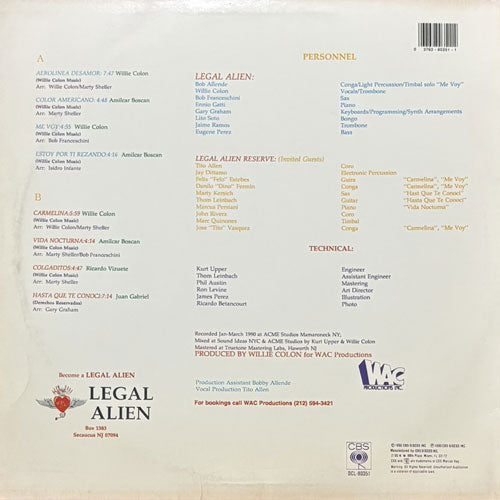 0 3763-80351-1
A
AEROLINEA DESAMOR: 7:47 Willie Colon
(Willie Colon Music)
Arr: Willie Colon/Marty Sheller
COLOR AMERICANO: 4:48 Amilcar Boscan
(Willie Colon Music)
Arr: Marty Sheller
ME VOY:4:55 Willie Colon
(Willie Colon Music)
Arr: Bob Franceschini
ESTOY POR TI REZANDO:4:16 Amilcar Boscan
Arr: Isidro Infante
B
CARMELINA:5:59 Willie Colon
(Willie Colon Music)
Arr: Willie Colon/Marty Sheller
VIDA NOCTURNA:4:14 Amilcar Boscan
(Willie Colon Music)
Arr: Marty Sheller/Bob Franceschini
COLGADITOS:4:47 Ricardo Vizuete
(Willie Colon Music)
Arr: Marty Sheller
HASTA QUE TE CONOCI:7:14 Juan Gabriel
(Derechos Reservados)
Arr: Gary Graham
PERSONNEL
LEGAL ALIEN:
Bob Allende Conga/Light Percussion/Timbal solo "Me Voy"
Willie Colon Vocals/Trombone
Bob Franceschini Sax
Ennio Gatti Piano
Gary Graham Keyboards/Programming/Synth Arrangements
Lito Soto Bongo
Jaime Ramos Trombone
Eugene Perez Bass
LEGAL ALIEN RESERVE: (Invited Guests)
Tito Allen Coro
Jay Dittamo Electronic Percussion
Felix "Felo" Estebes Guira "Carmelina", "Me Voy"
Danilo "Dino" Fermin Conga "Carmelina", "Me Voy"
Marty Kersich Sax "Hast Que Te Conoci"
Thom Leinbach Guitar "Hasta Que Te Conoci"
Marcus Persiani Piano "Vida Nocturna"
John Rivera Coro
Marc Quinones Timbal
Jose "Tito" Vasquez Conga "Carmelina", "Me Voy"
TECHNICAL:
Kurt Upper Engineer
Thom Leinbach Assistant Engineer
Phil Austin Mastering
Ron Levine Art Director
James Perez Illustration
Ricardo Betancourt Photo
Recorded Jan-March 1990 at ACME Studios Mamaroneck NY;
Mixed at Sound Ideas NYC & ACME Studios by Kurt Upper & Willie Colon
Mastered at Truetone Mastering Labs, Haworth NJ
PRODUCED BY WILLIE COLON for WAC Productions
Production Assistant Bobby Allende
Vocal Production Tito Allen
For bookings call WAC Productions (212) 594-3421
Become a LEGAL ALIEN
LEGAL
ALIEN
Box 1383
Secaucus NJ 07094
WAC
PRODUCTIONS INC.
CBS
DCL-80351